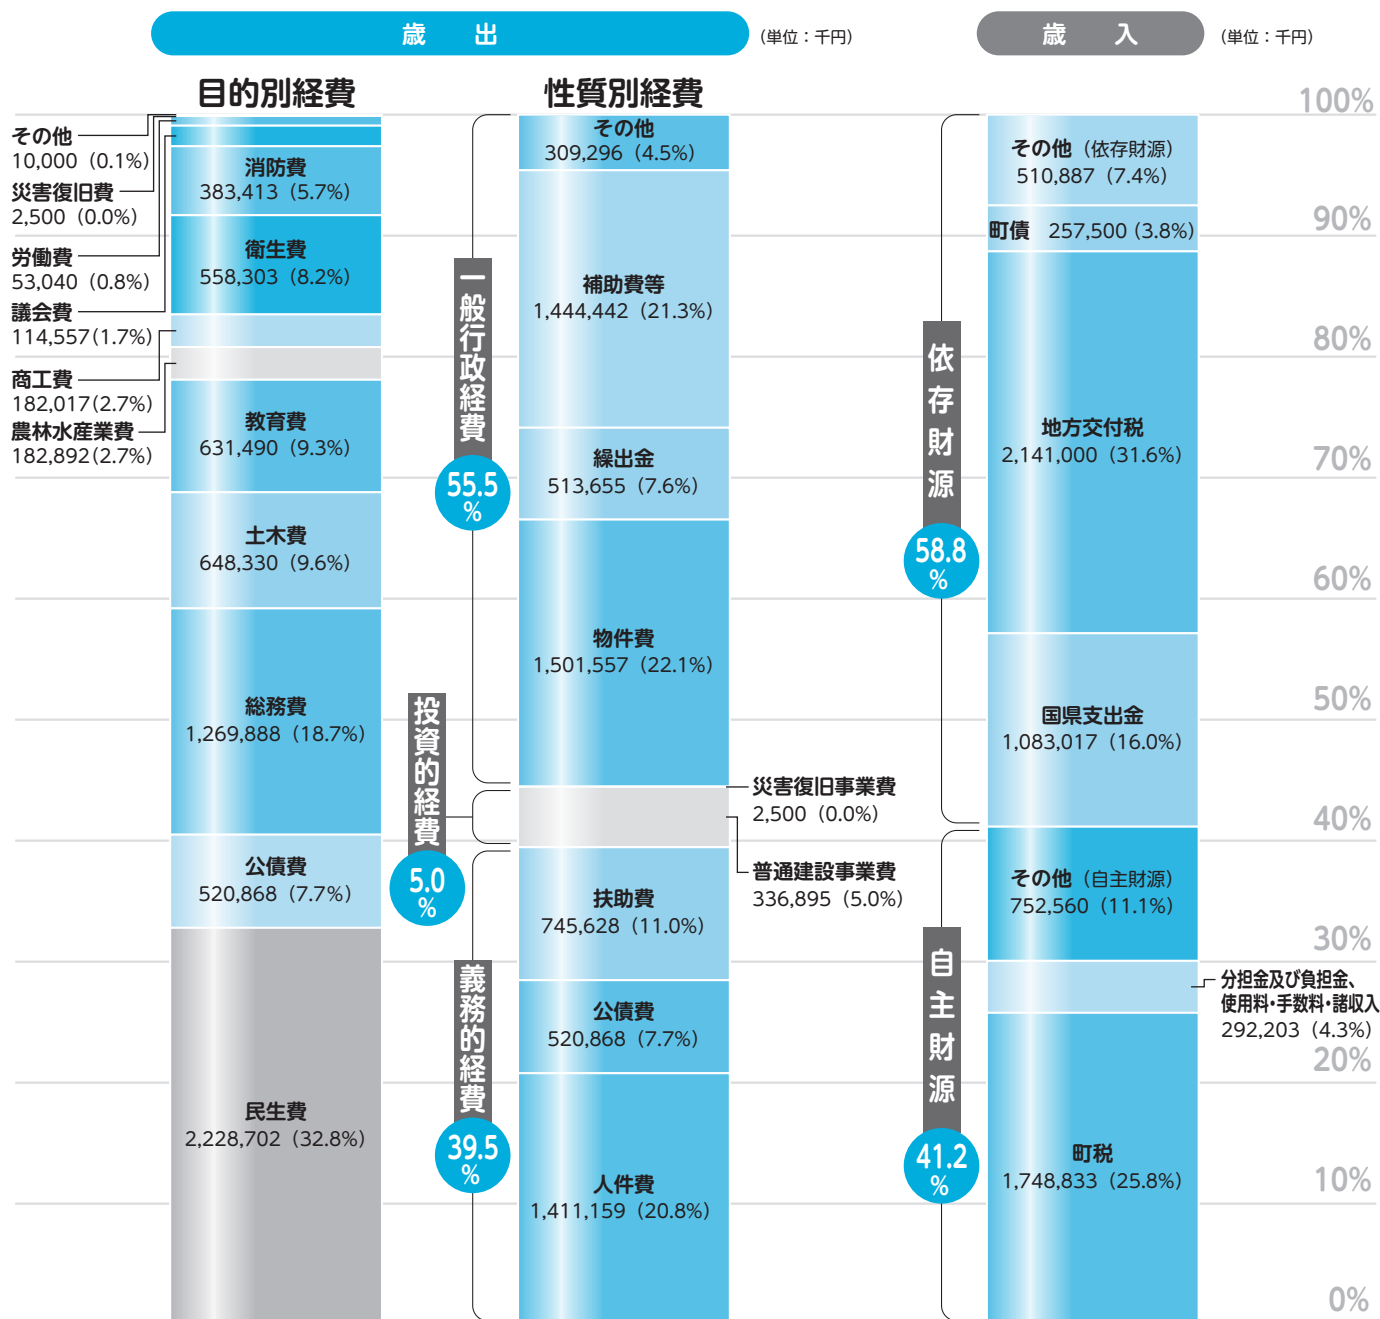 歳 出
（単位：千円）
歳 入
（単位：千円）
目的別経費
その他
10,000（0.1%）
災害復旧費
2,500（0.0%）
労働費
53,040（0.8%）
議会費
114,557(1.7%)
商工費
182,017(2.7%)
農林水産業費
182,892(2.7%)
消防費
383,413（5.7%）
衛生費
558,303（8.2%）
教育費
631,490（9.3%）
土木費
648,330（9.6%）
総務費
1,269,888（18.7%）
公債費
520,868（7.7%）
民生費
2,228,702（32.8%）
性質別経費
一般行政経費
55.5
%
投資的経費
5.0
%
義務的経費
39.5
%
その他
309,296（4.5%）
補助費等
1,444,442（21.3%）
繰出金
513,655（7.6%）
物件費
1,501,557（22.1%）
災害復旧事業費
2,500（0.0%）
普通建設事業費
336,895（5.0%）
扶助費
745,628（11.0%）
公債費
520,868（7.7%）
人件費
1,411,159（20.8%）
依存財源
58.8
%
自主財源
41.2
%
その他（依存財源）
510,887（7.4%）
町債 257,500 (3.8%)
地方交付税
2,141,000（31.6%）
国県支出金
1,083,017（16.0%）
その他（自主財源）
752,560（11.1%）
分担金及び負担金、
使用料・手数料・諸収入
292,203（4.3%）
町税
1,748,833（25.8%）
100%
90%
80%
70%
60%
50%
40%
30%
20%
10%
0%